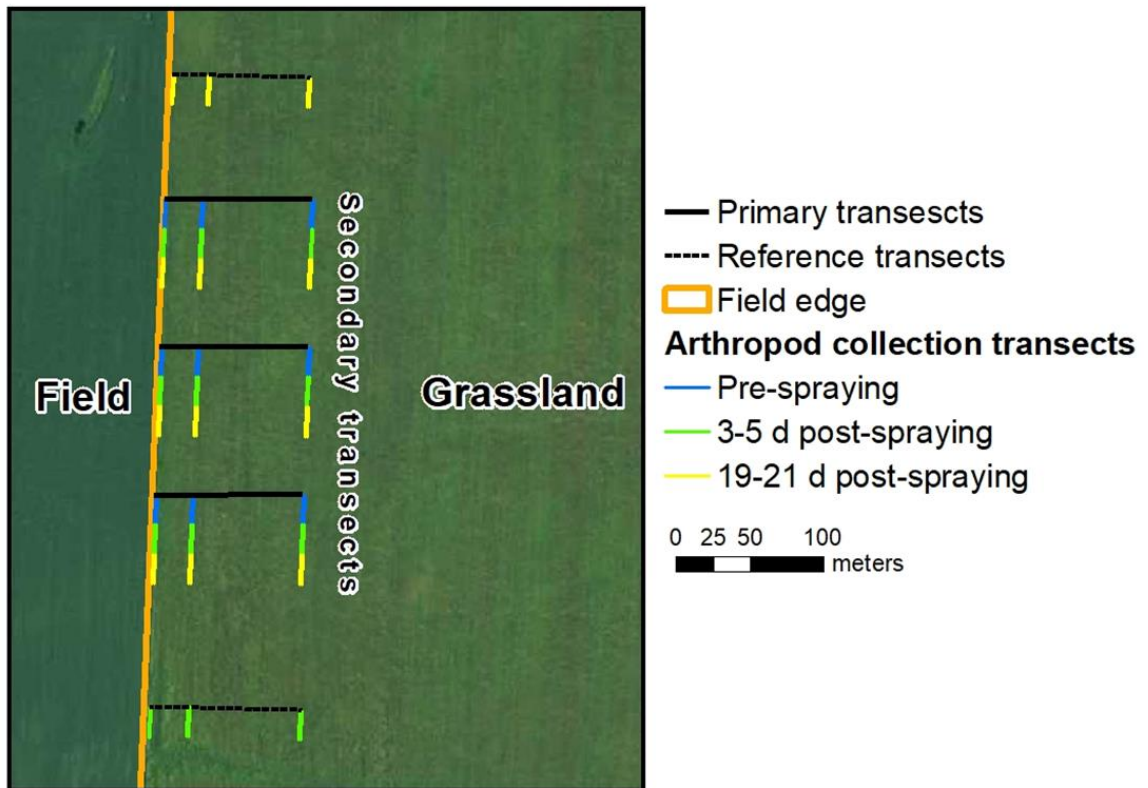 Field
Secondary transects
Grassland
Primary transescts
Reference transects
Field edge
Arthropod collection transects
Pre-spraying
3-5 d post-spraying
19-21 d post-spraying
0 25 50 100
meters